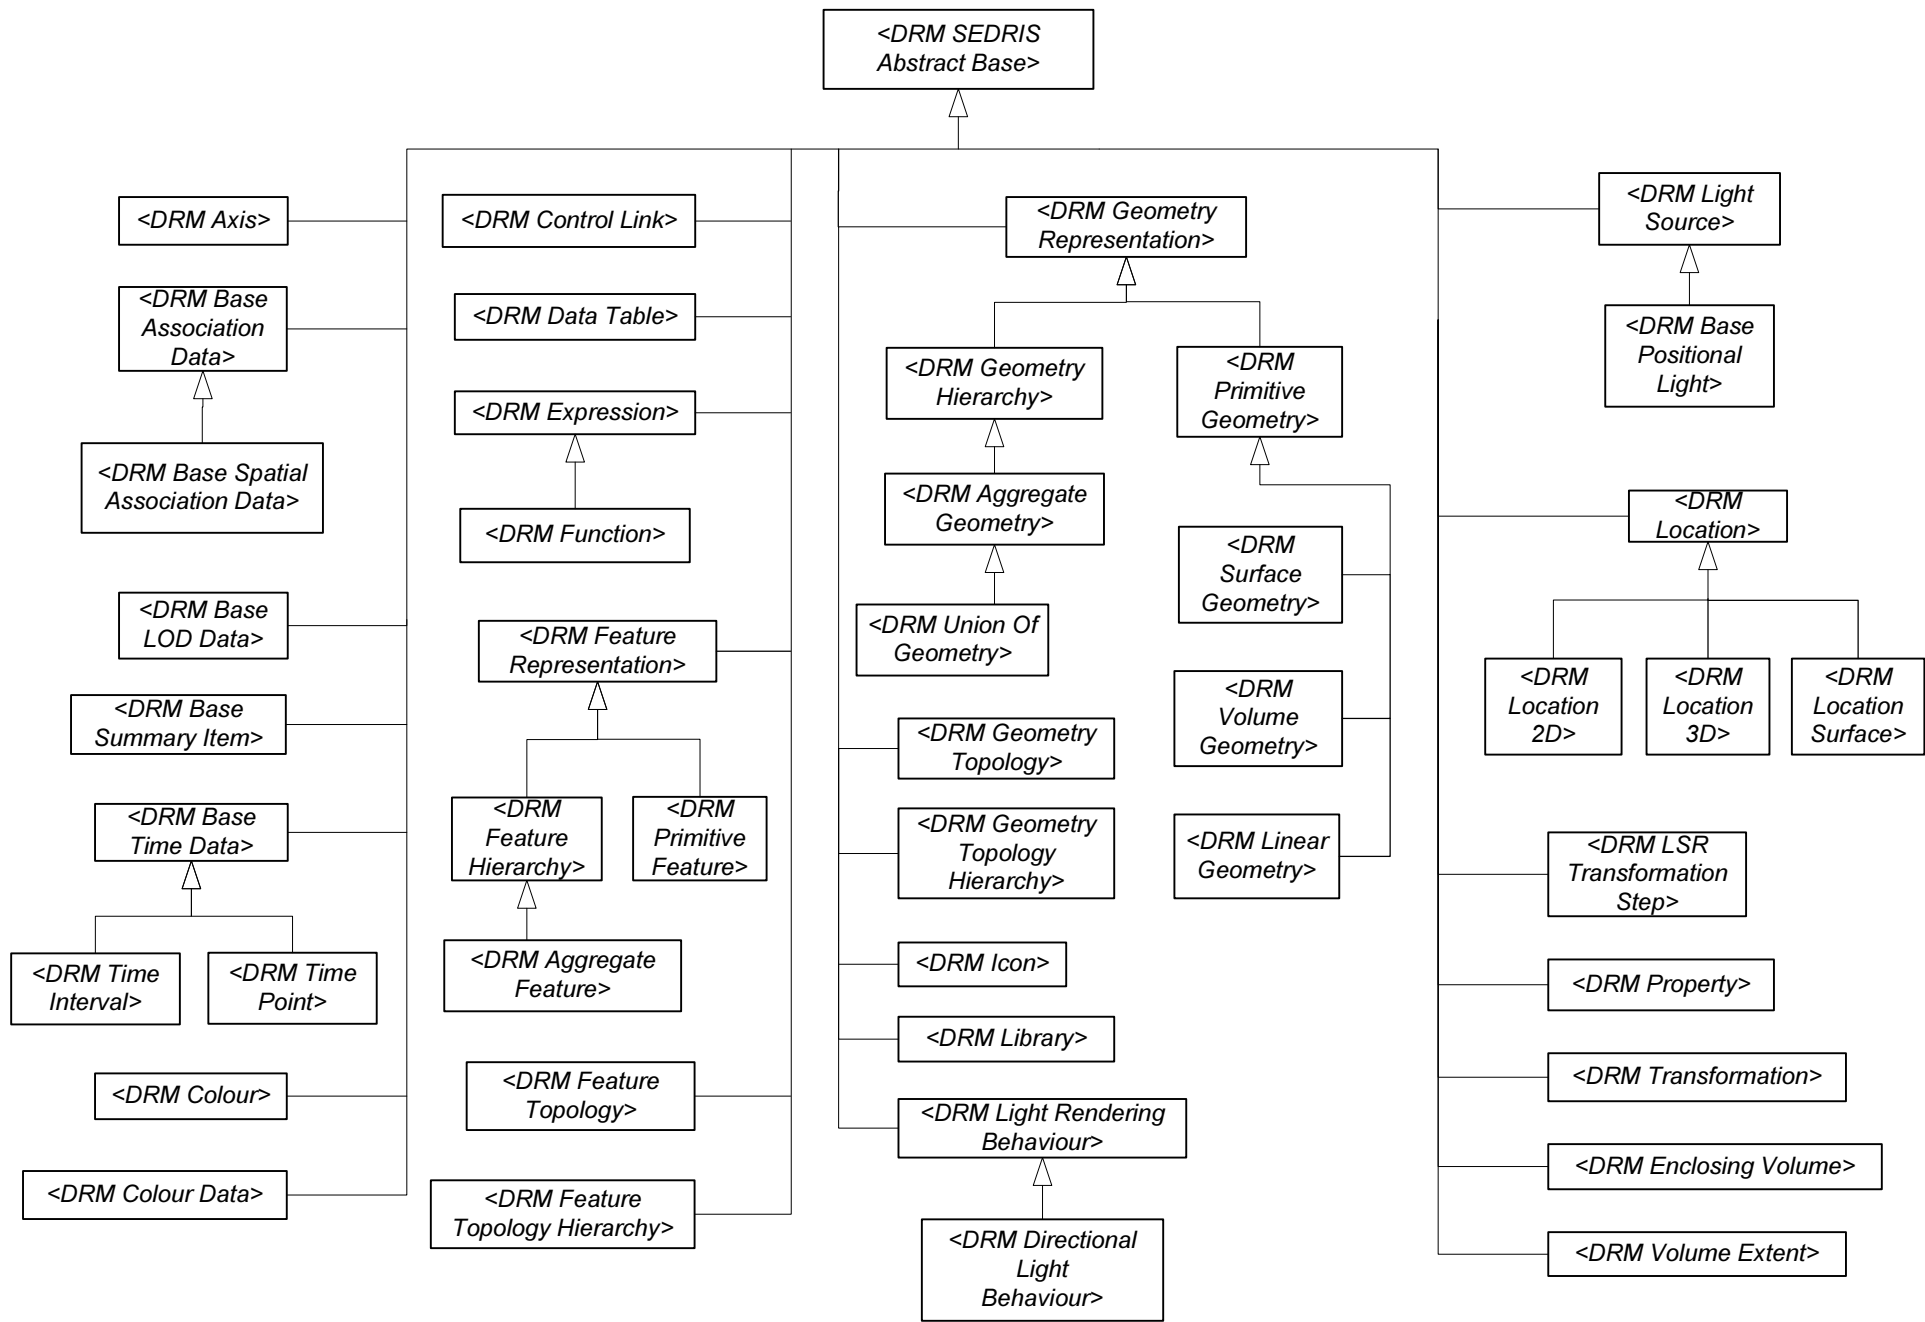 <DRM SEDRIS
Abstract Base>
<DRM Axis>
<DRM Base
Association
Data>
<DRM Base Spatial
Association Data>
<DRM Base
LOD Data>
<DRM Base
Summary Item>
<DRM Base
Time Data>
<DRM Time
Interval>
<DRM Time
Point>
<DRM Colour>
<DRM Colour Data>
<DRM Control Link>
<DRM Data Table>
<DRM Expression>
<DRM Function>
<DRM Feature
Representation>
<DRM
Feature
Hierarchy>
<DRM
Primitive
Feature>
<DRM Aggregate
Feature>
<DRM Feature
Topology>
<DRM Feature
Topology Hierarchy>
<DRM Geometry
Representation>
<DRM Geometry
Hierarchy>
<DRM Aggregate
Geometry>
<DRM Union Of
Geometry>
<DRM
Primitive
Geometry>
<DRM
Surface
Geometry>
<DRM
Volume
Geometry>
<DRM Linear
Geometry>
<DRM Geometry
Topology>
<DRM Geometry
Topology
Hierarchy>
<DRM Icon>
<DRM Library>
<DRM Light Rendering
Behaviour>
<DRM Directional
Light
Behaviour>
<DRM Light
Source>
<DRM Base
Positional
Light>
<DRM
Location>
<DRM
Location
2D>
<DRM
Location
3D>
<DRM
Location
Surface>
<DRM LSR
Transformation
Step>
<DRM Property>
<DRM Transformation>
<DRM Enclosing Volume>
<DRM Volume Extent>